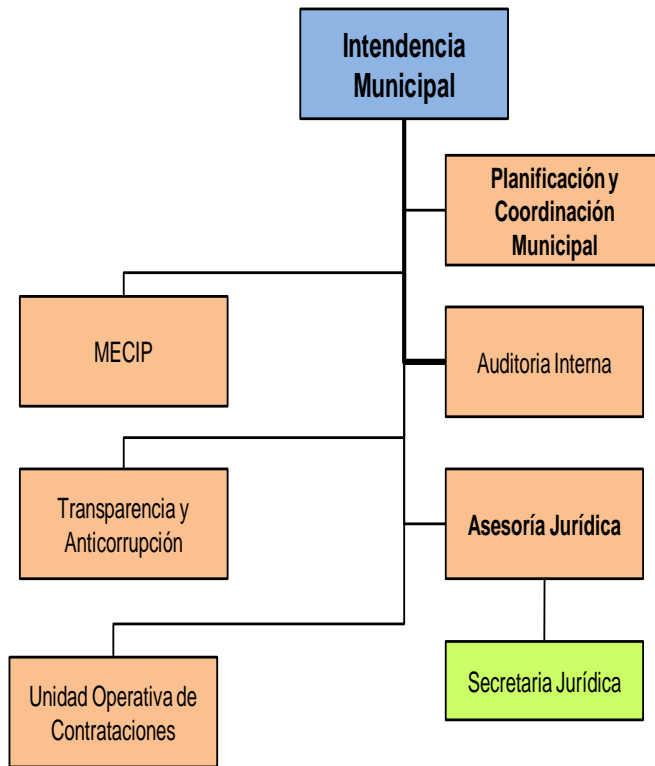 Intendencia
Municipal
Planificación y
Coordinación
Municipal
MECIP
Auditoria Interna
Transparencia y
Anticorrupción
Asesoría Jurídica
Unidad Operativa de
Contrataciones
Secretaria Jurídica